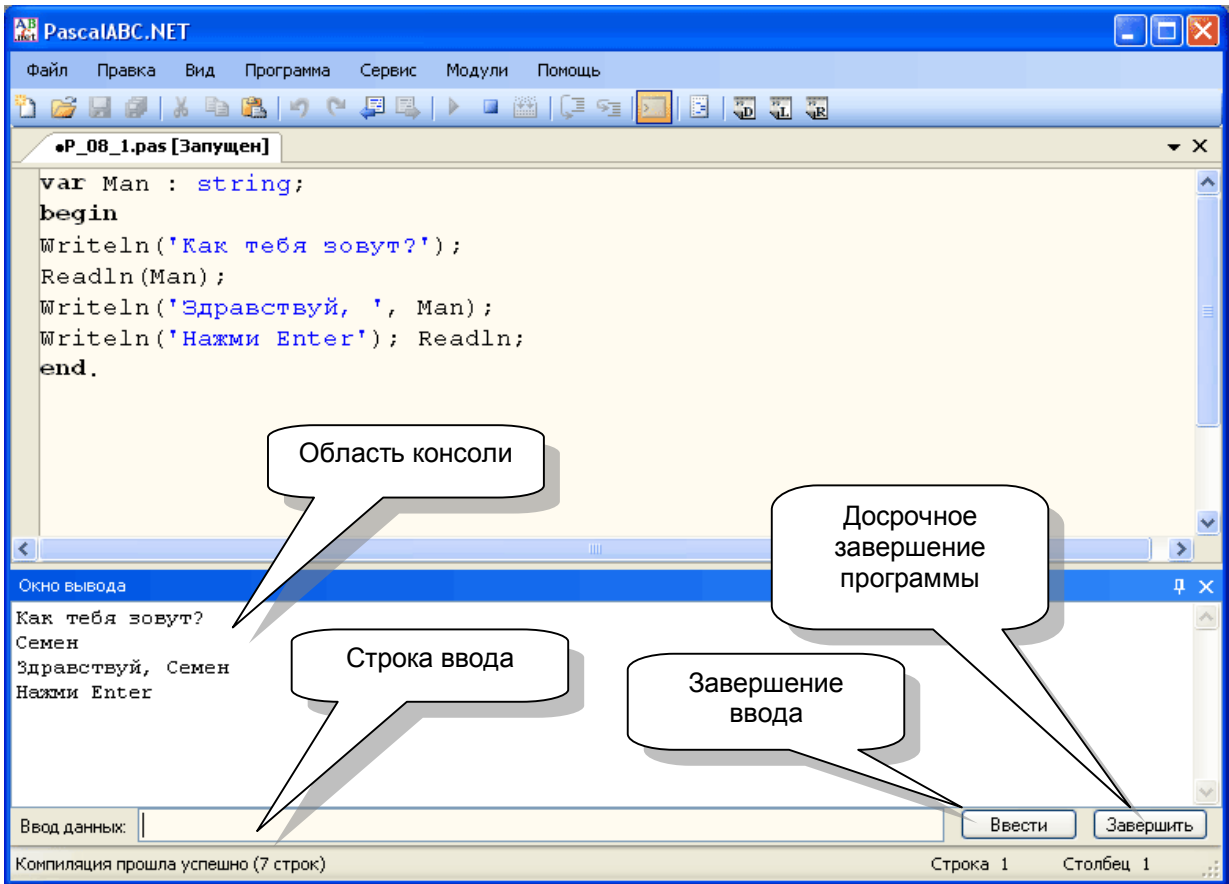 PascalABC.NET
Файл Правка Вид Программа Сервис Модули Помощь
•P_08_1.pas [Запущен]
var Man : string;
begin
Writeln('Как тебя зовут?');
Readln(Man);
Writeln('Здравствуй, ', Man);
Writeln('Нажми Enter'); Readln;
end.
Область консоли
Досрочное
завершение
программы
Окно вывода
Как тебя зовут?
Семен
Здравствуй, Семен
Нажми Enter
Строка ввода
Завершение
ввода
Ввод данных:
Ввести
Завершить
Компиляция прошла успешно (7 строк)
Строка 1 Столбец 1